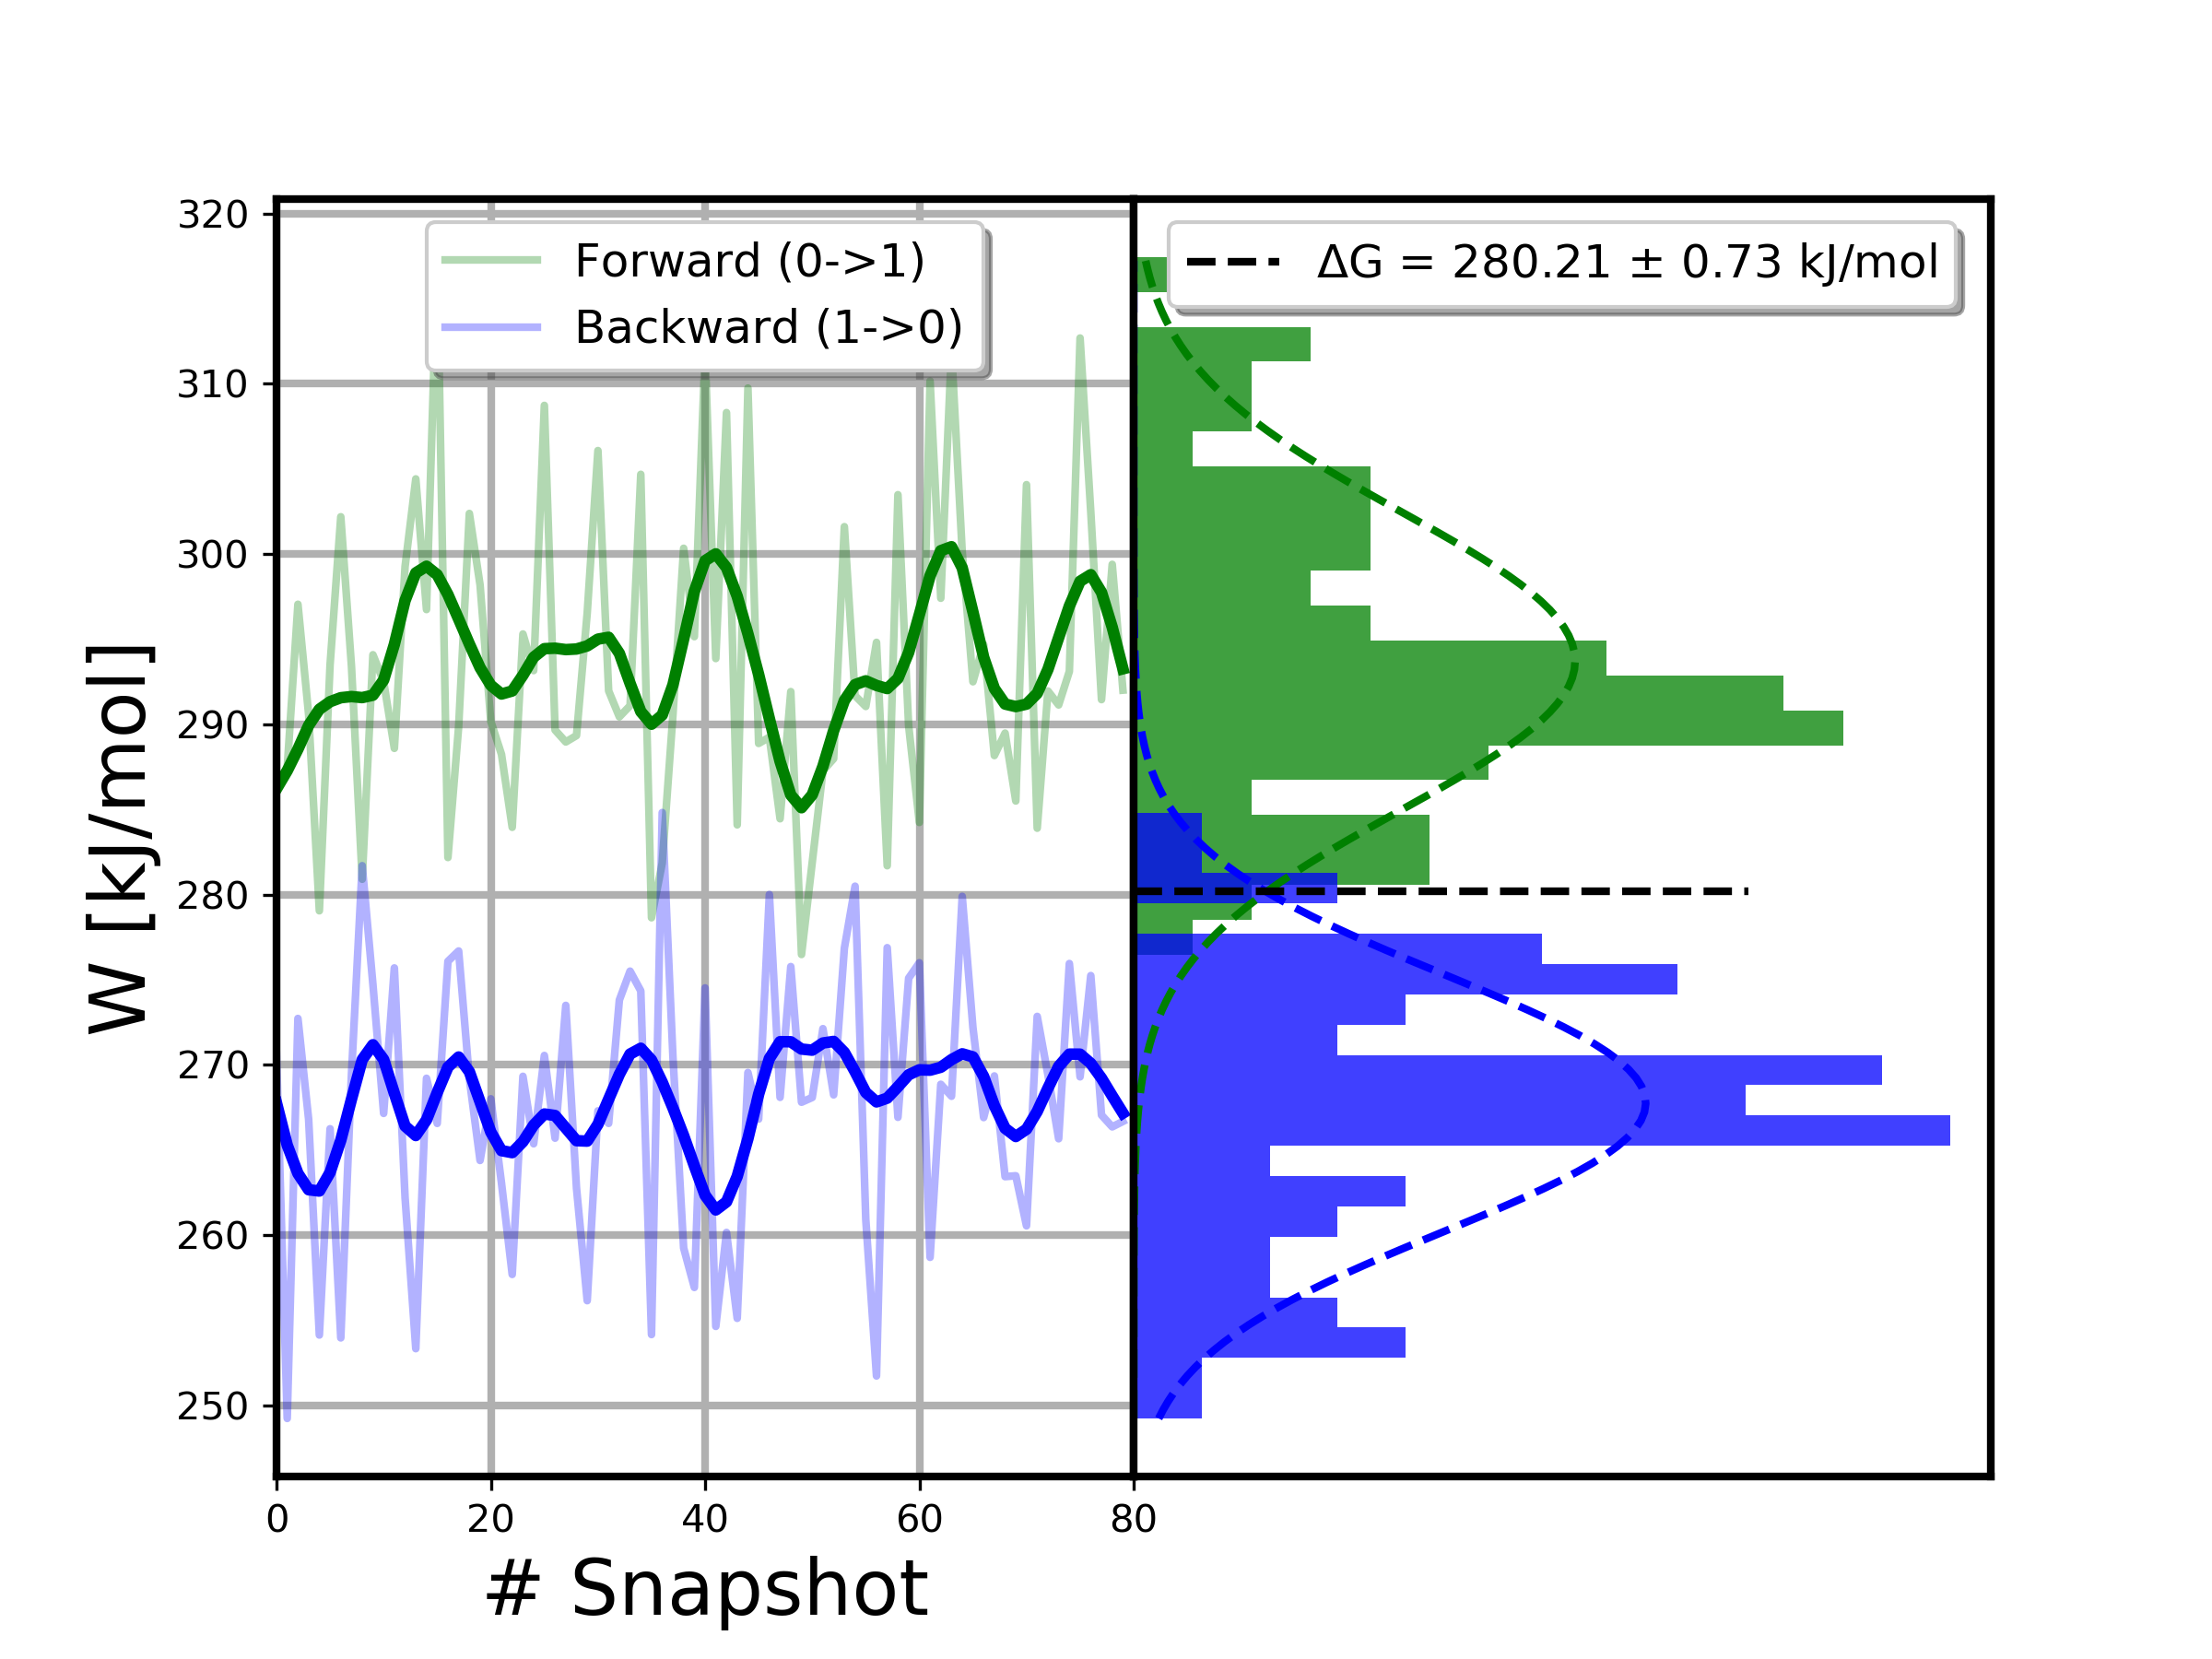 320
310
300
290
280
270
260
250
W [kJ/mol]
Forward (0->1)
Backward (1->0)
ΔG = 280.21 ± 0.73 kJ/mol
0 20 40 60 80
# Snapshot